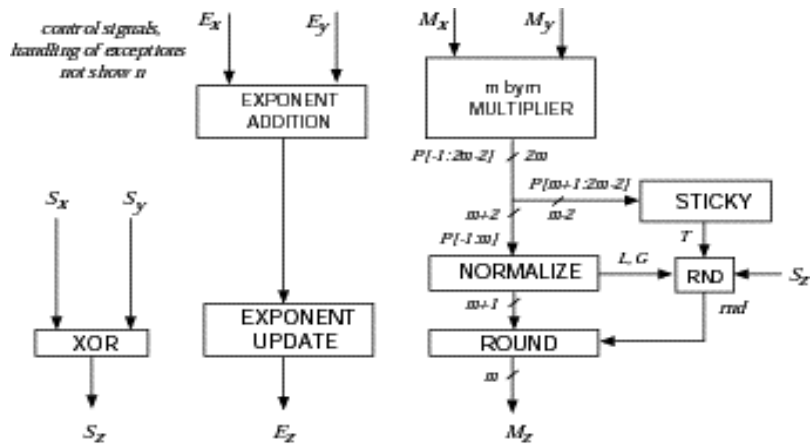 control signals,
handling of exceptions
not show n
Ex
Ey
EXPONENT
ADDITION
Mx
My
m by m
MULTIPLIER
P[-1:2m-2]
2m
P[m+1:2m-2]
m-2
STICKY
m+2
P[-1:m]
T
Sx
Sy
NORMALIZE
L, G
RND
Sz
m+1
rnd
XOR
EXPONENT
UPDATE
ROUND
m
Sz
Ez
Mz